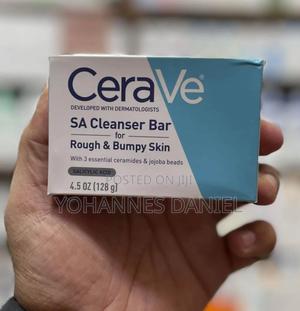 CeraVe®
DEVELOPED WITH DERMATOLOGISTS
SA Cleanser Bar
for
Rough & Bumpy Skin
With 3 essential ceramides & jojoba beads
SALICYLIC ACID
4.5 OZ (128 g)
POSTED ON JIJI
YOHANNES DANIEL